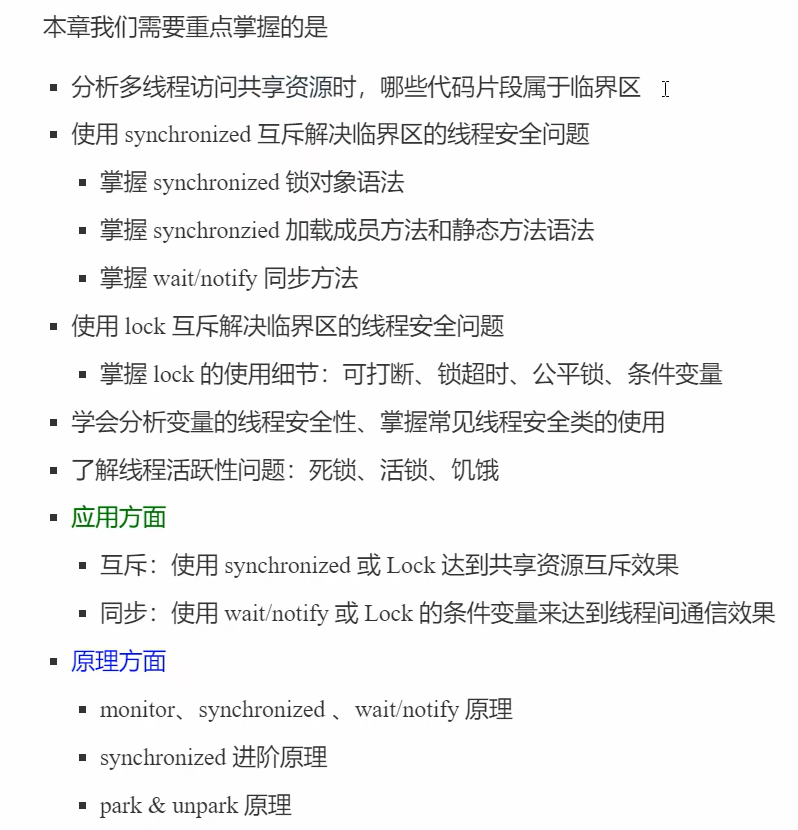 本章我们需要重点掌握的是
分析多线程访问共享资源时，哪些代码片段属于临界区
使用 synchronized 互斥解决临界区的线程安全问题
掌握 synchronized 锁对象语法
掌握 synchronzied 加载成员方法和静态方法语法
掌握 wait/notify 同步方法
使用 lock 互斥解决临界区的线程安全问题
掌握 lock 的使用细节：可打断、锁超时、公平锁、条件变量
学会分析变量的线程安全性、掌握常见线程安全类的使用
了解线程活跃性问题：死锁、活锁、饥饿
应用方面
互斥：使用 synchronized 或 Lock 达到共享资源互斥效果
同步：使用 wait/notify 或 Lock 的条件变量来达到线程间通信效果
原理方面
monitor、synchronized 、wait/notify 原理
synchronized 进阶原理
park & unpark 原理